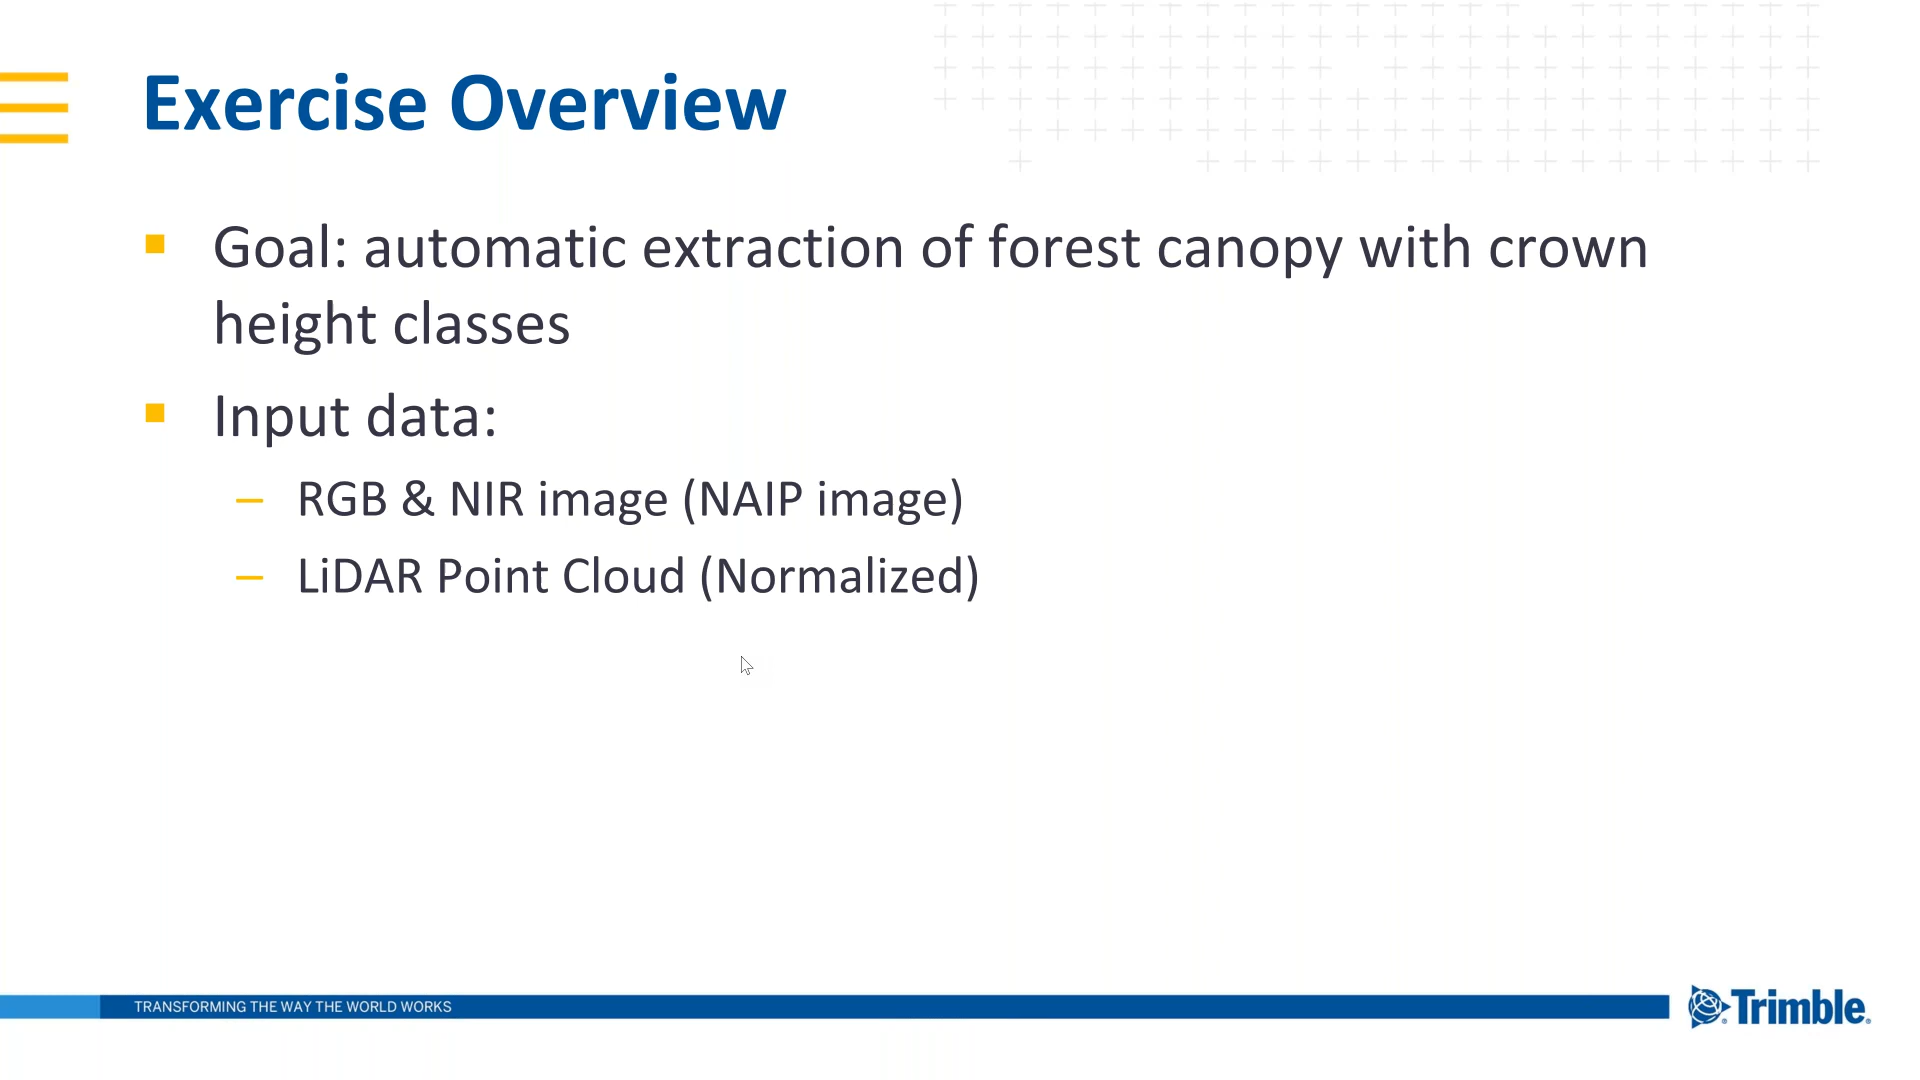 Exercise Overview
Goal: automatic extraction of forest canopy with crown
height classes
Input data:
– RGB & NIR image (NAIP image)
– LiDAR Point Cloud (Normalized)
TRANSFORMING THE WAY THE WORLD WORKS
Trimble